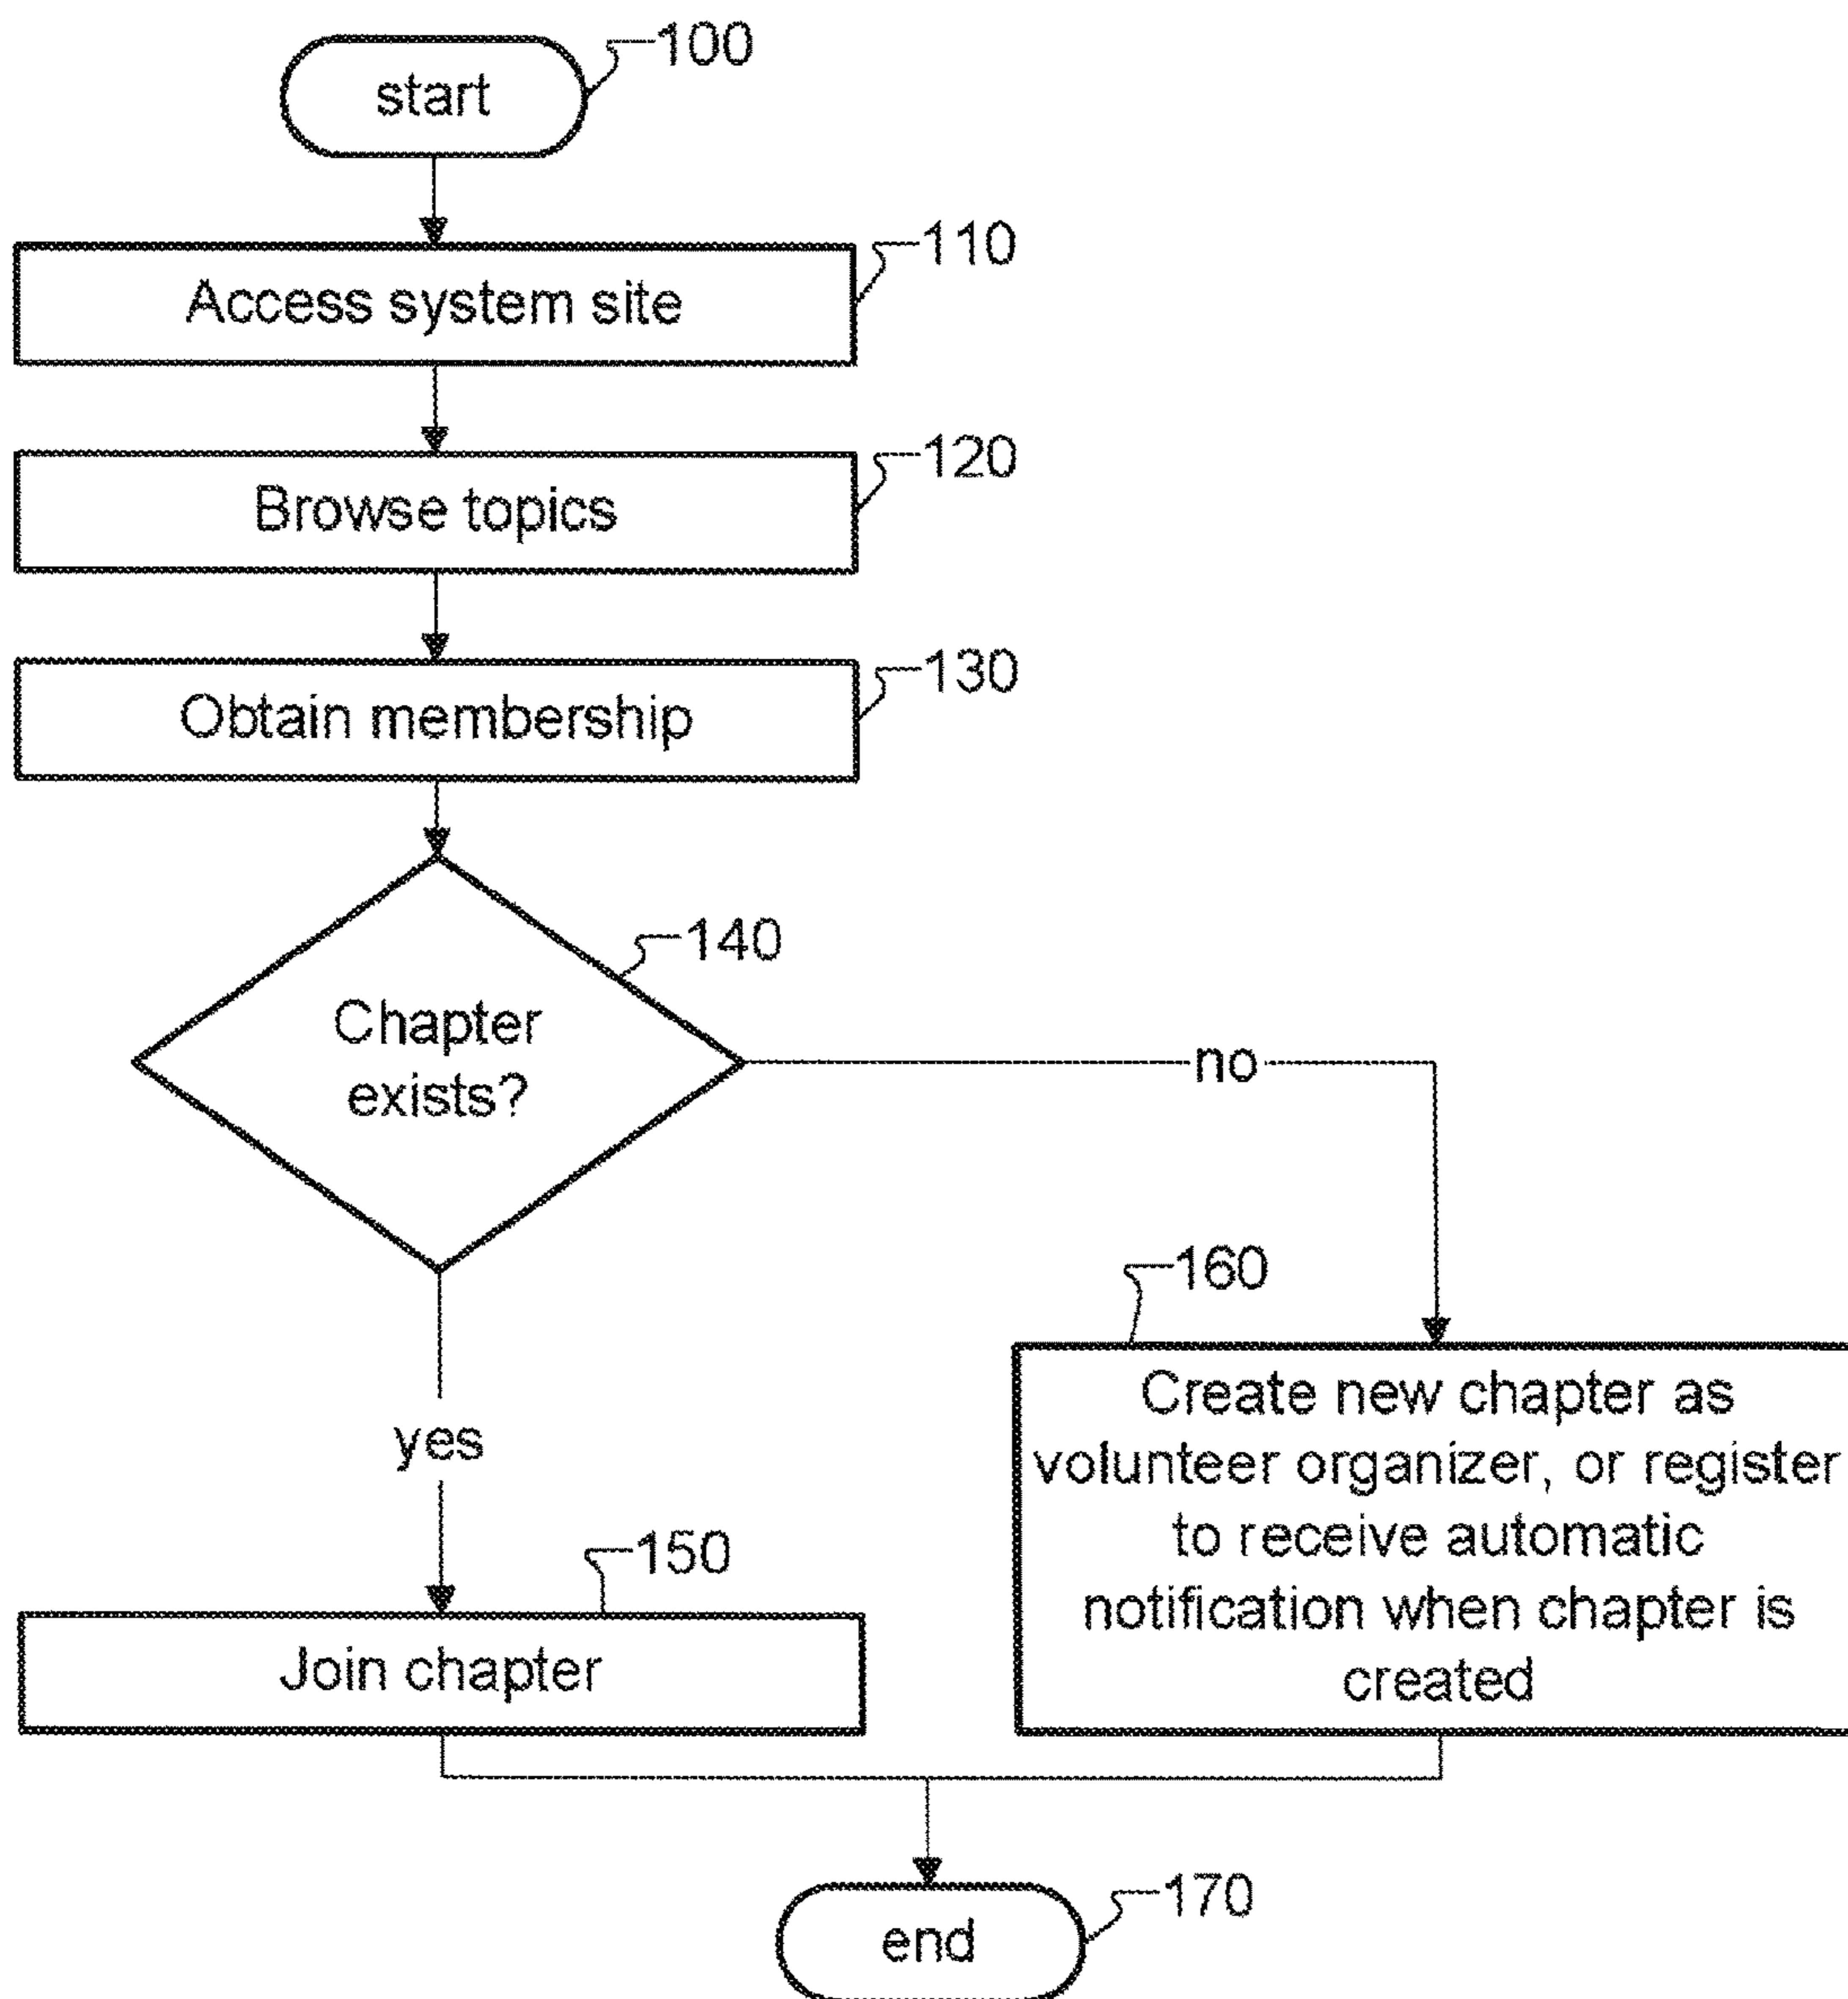 100
start
110
Access system site
120
Browse topics
130
Obtain membership
140
Chapter
exists?
no
160
Create new chapter as
volunteer organizer, or register
to receive automatic
notification when chapter is
created
yes
150
Join chapter
170
end